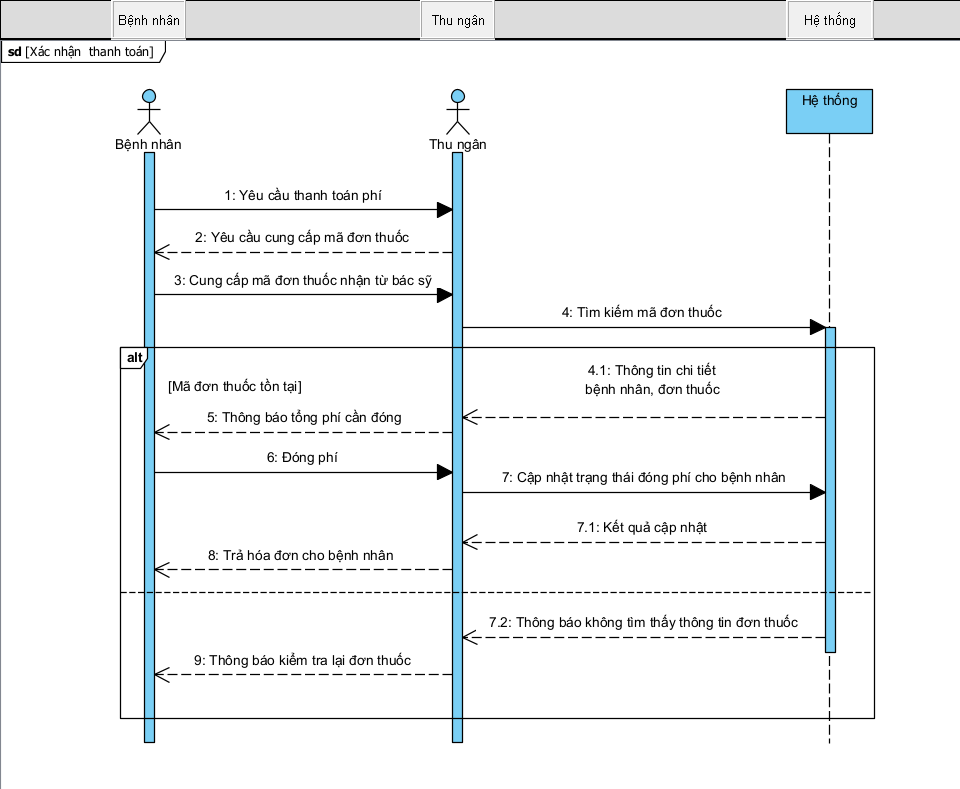 Bệnh nhân
Thu ngân
Hệ thống
sd [Xác nhận thanh toán]
Hệ thống
Bệnh nhân
Thu ngân
1: Yêu cầu thanh toán phí
2: Yêu cầu cung cấp mã đơn thuốc
3: Cung cấp mã đơn thuốc nhận từ bác sỹ
4: Tìm kiếm mã đơn thuốc
alt
4.1: Thông tin chi tiết
bệnh nhân, đơn thuốc
[Mã đơn thuốc tồn tại]
5: Thông báo tổng phí cần đóng
6: Đóng phí
7: Cập nhật trạng thái đóng phí cho bệnh nhân
7.1: Kết quả cập nhật
8: Trả hóa đơn cho bệnh nhân
7.2: Thông báo không tìm thấy thông tin đơn thuốc
9: Thông báo kiểm tra lại đơn thuốc